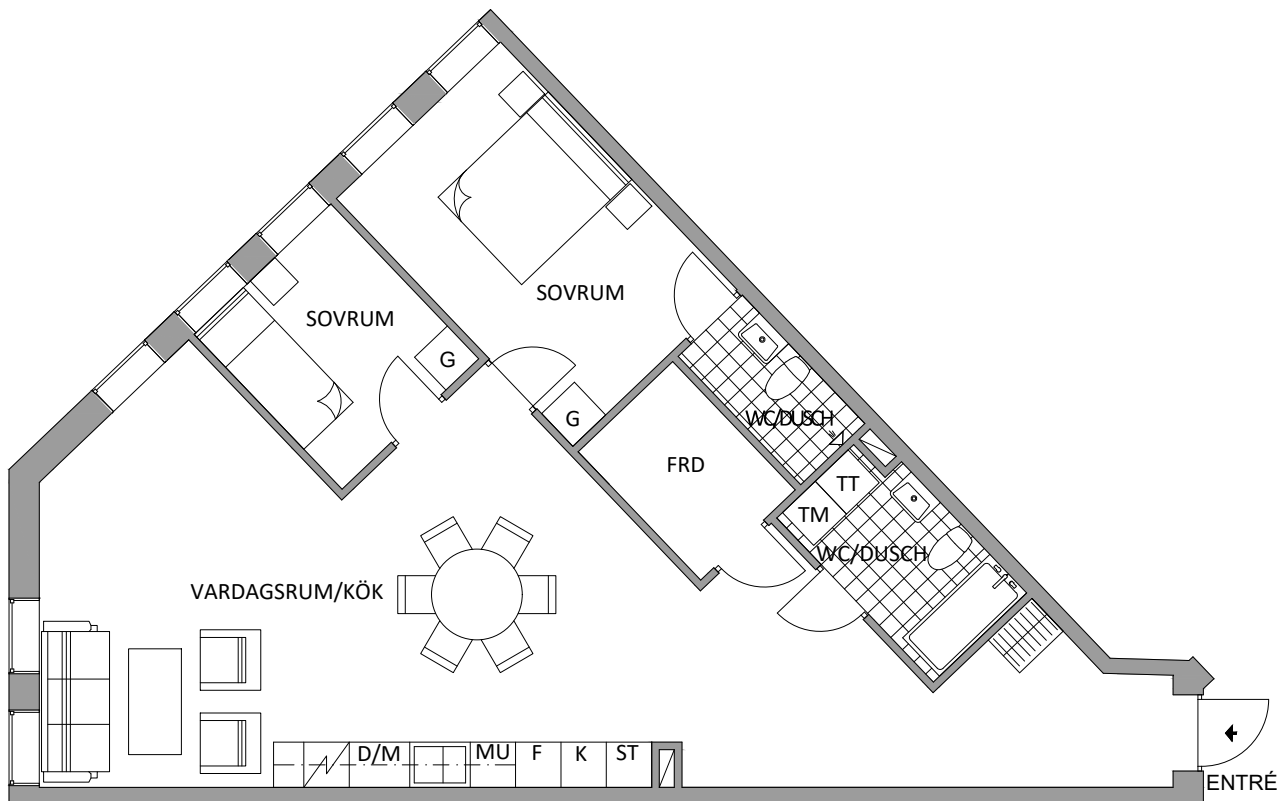 SOVRUM
SOVRUM
G
G
WC/DUSCH
FRD
TT
TM
WC/DUSCH
VARDAGSRUM/KÖK
D/M
MU
F
K
ST
ENTRÉ